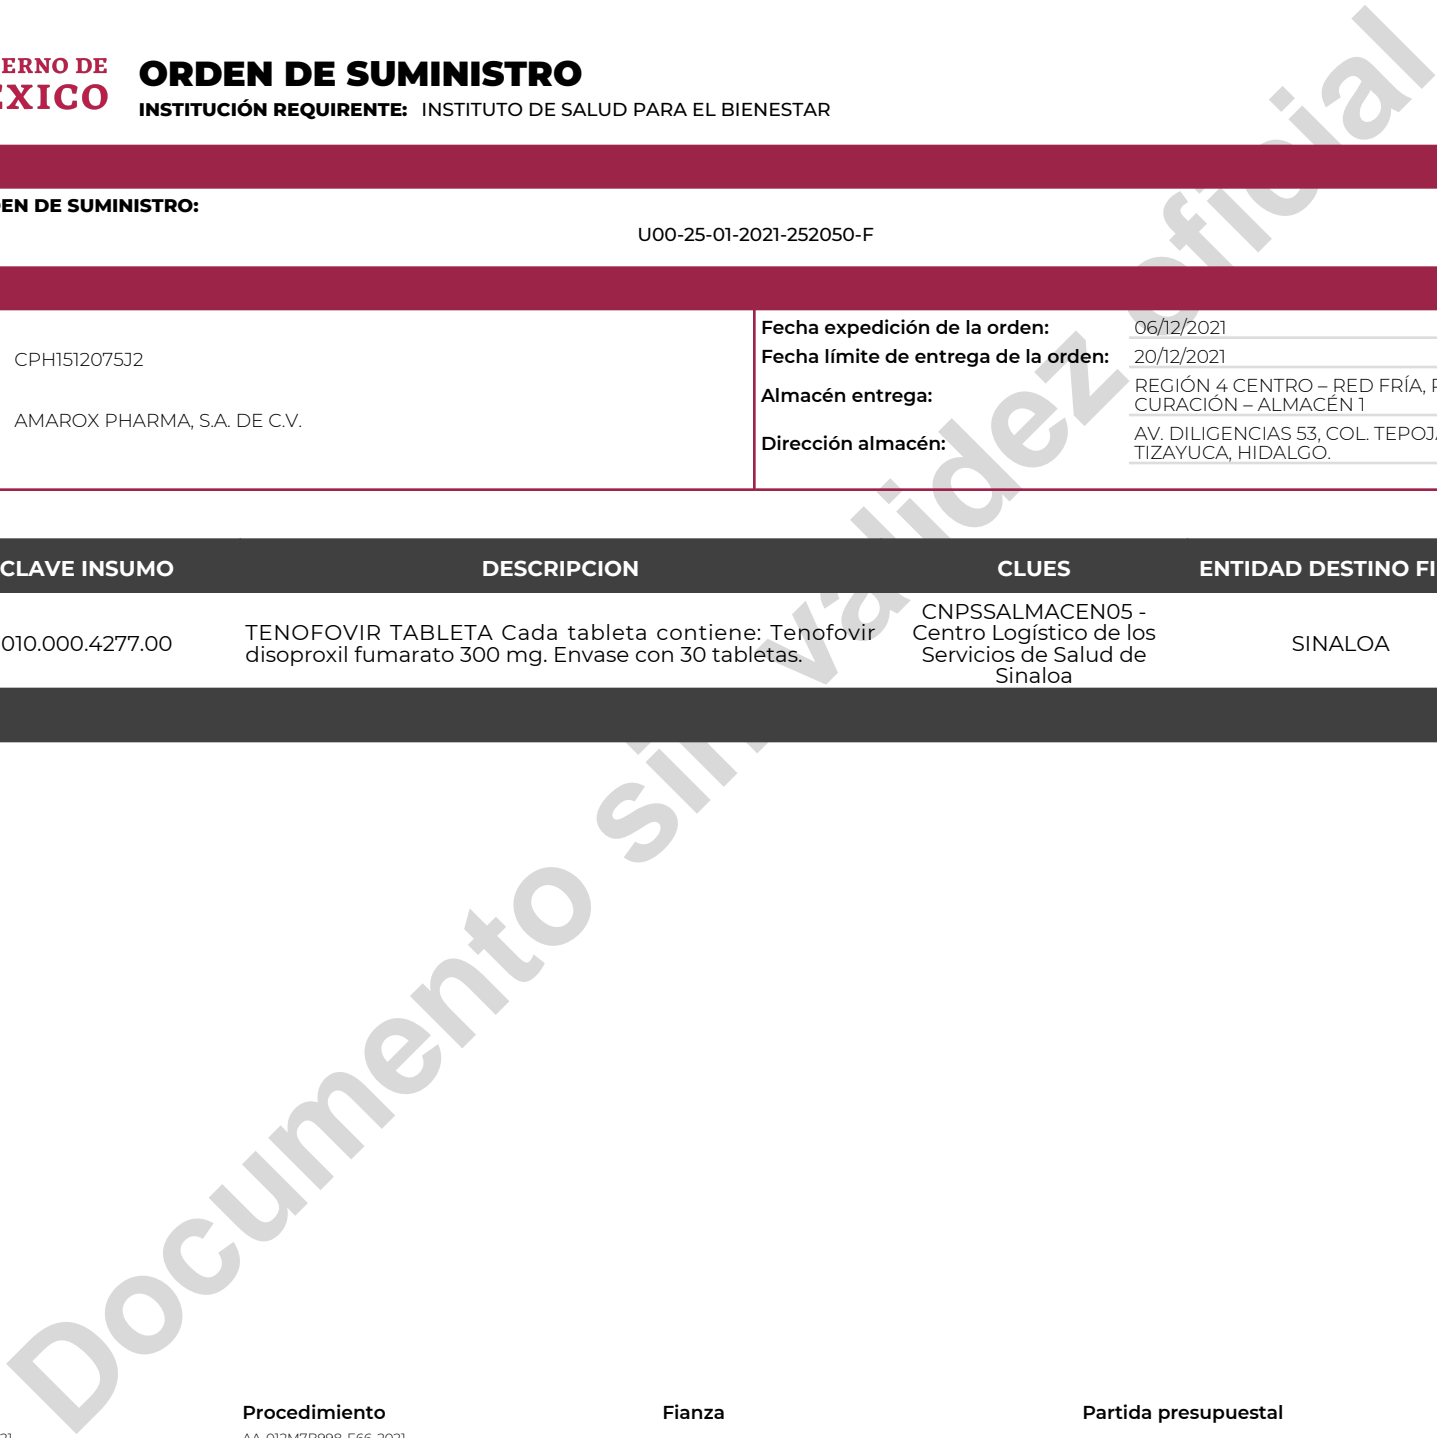 ERNO DE
ORDEN DE SUMINISTRO
EXICO
INSTITUCIÓN REQUIRENTE: INSTITUTO DE SALUD PARA EL BIENESTAR
EN DE SUMINISTRO:
U00-25-01-2021-252050-F
CPH1512075J2
AMAROX PHARMA, S.A. DE C.V.
Fecha expedición de la orden: 06/12/2021
Fecha límite de entrega de la orden: 20/12/2021
Almacén entrega: REGIÓN 4 CENTRO – RED FRÍA,
CURACIÓN – ALMACÉN 1
Dirección almacén: AV. DILIGENCIAS 53, COL. TEPOJ
TIZAYUCA, HIDALGO.
CLAVE INSUMO DESCRIPCION CLUES ENTIDAD DESTINO FI
010.000.4277.00
TENOFOVIR TABLETA Cada tableta contiene: Tenofovir
disoproxil fumarato 300 mg. Envase con 30 tabletas.
CNPSSALMACEN05 -
Centro Logístico de los
Servicios de Salud de
Sinaloa
SINALOA
Documento sin validez oficial
Procedimiento Fianza Partida presupuestal